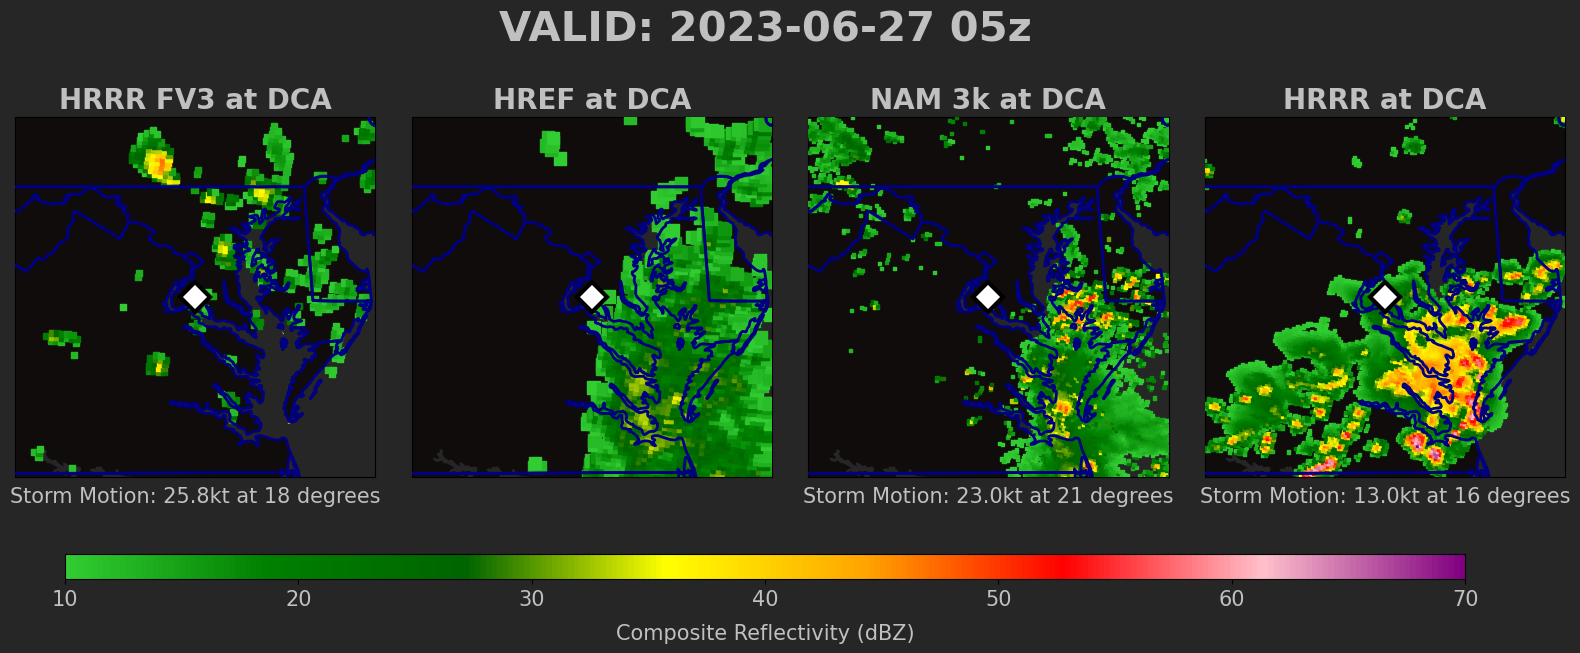 VALID: 2023-06-27 05z
HRRR FV3 at DCA
HREF at DCA
NAM 3k at DCA
HRRR at DCA
Storm Motion: 25.8kt at 18 degrees
Storm Motion: 23.0kt at 21 degrees
Storm Motion: 13.0kt at 16 degrees
10 20 30 40 50 60 70
Composite Reflectivity (dBZ)